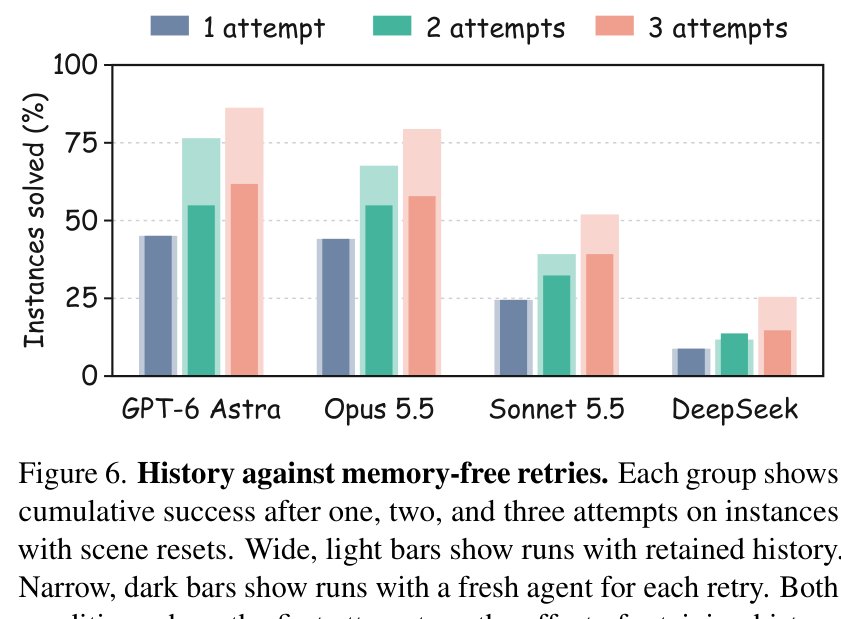 1 attempt 2 attempts 3 attempts
Instances solved (%)
100
75
50
25
0
GPT-6 Astra Opus 5.5 Sonnet 5.5 DeepSeek
Figure 6. History against memory-free retries. Each group shows
cumulative success after one, two, and three attempts on instances
with scene resets. Wide, light bars show runs with retained history.
Narrow, dark bars show runs with a fresh agent for each retry. Both